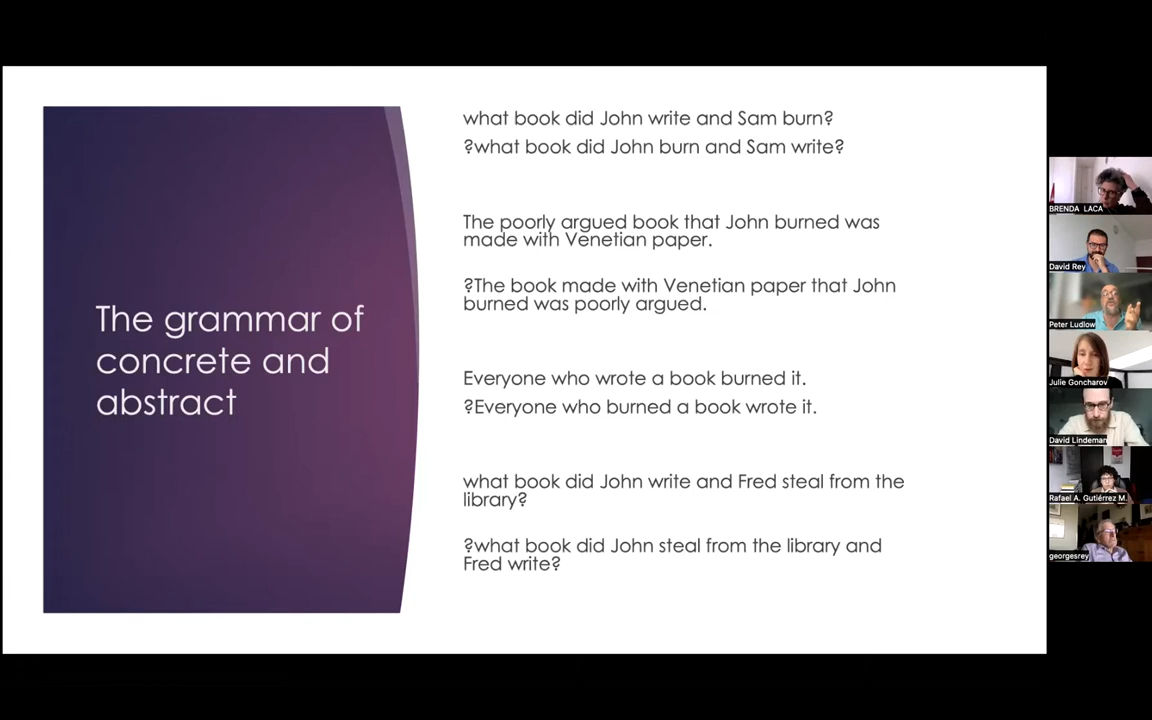 The grammar of
concrete and
abstract
what book did John write and Sam burn?
?what book did John burn and Sam write?
The poorly argued book that John burned was
made with Venetian paper.
?The book made with Venetian paper that John
burned was poorly argued.
Everyone who wrote a book burned it.
?Everyone who burned a book wrote it.
what book did John write and Fred steal from the
library?
?what book did John steal from the library and
Fred write?
BRENDA LACA
David Rey
Peter Ludlow
Julie Goncharov
David Lindeman
Rafael A. Gutiérrez M.
georgesrey